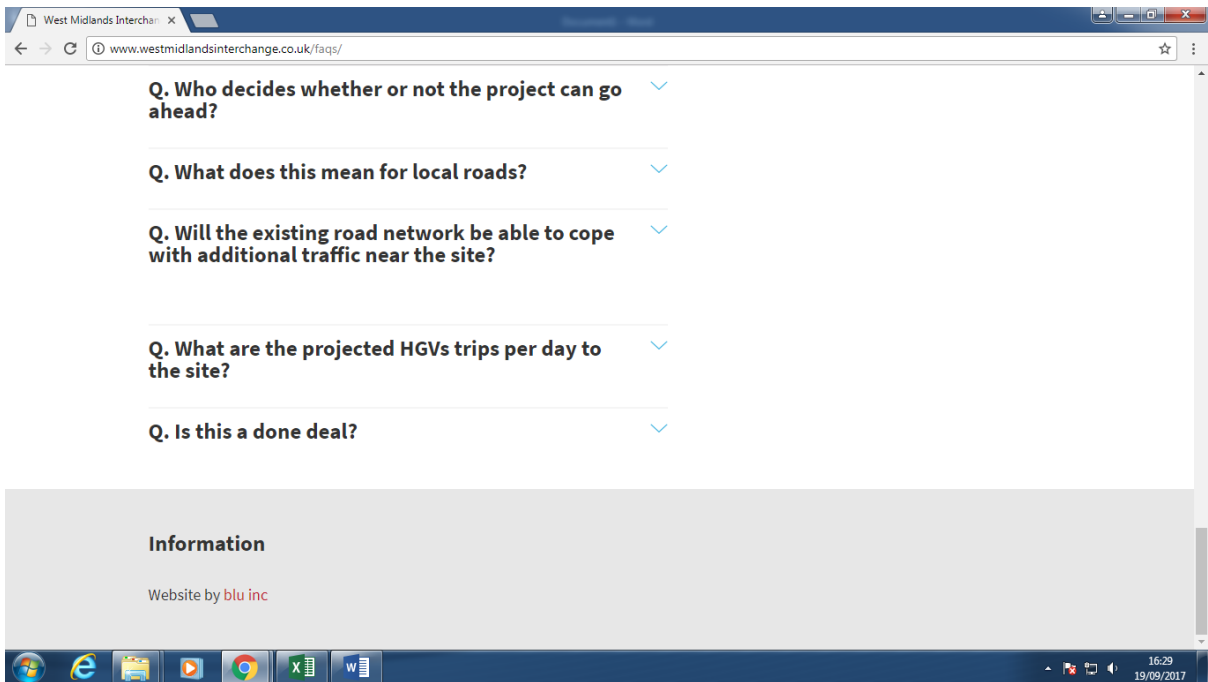 West Midlands Interchan
Document1 - Word
www.westmidlandsinterchange.co.uk/faqs/
Q. Who decides whether or not the project can go
ahead?
Q. What does this mean for local roads?
Q. Will the existing road network be able to cope
with additional traffic near the site?
Q. What are the projected HGVs trips per day to
the site?
Q. Is this a done deal?
Information
Website by blu inc
16:29
19/09/2017